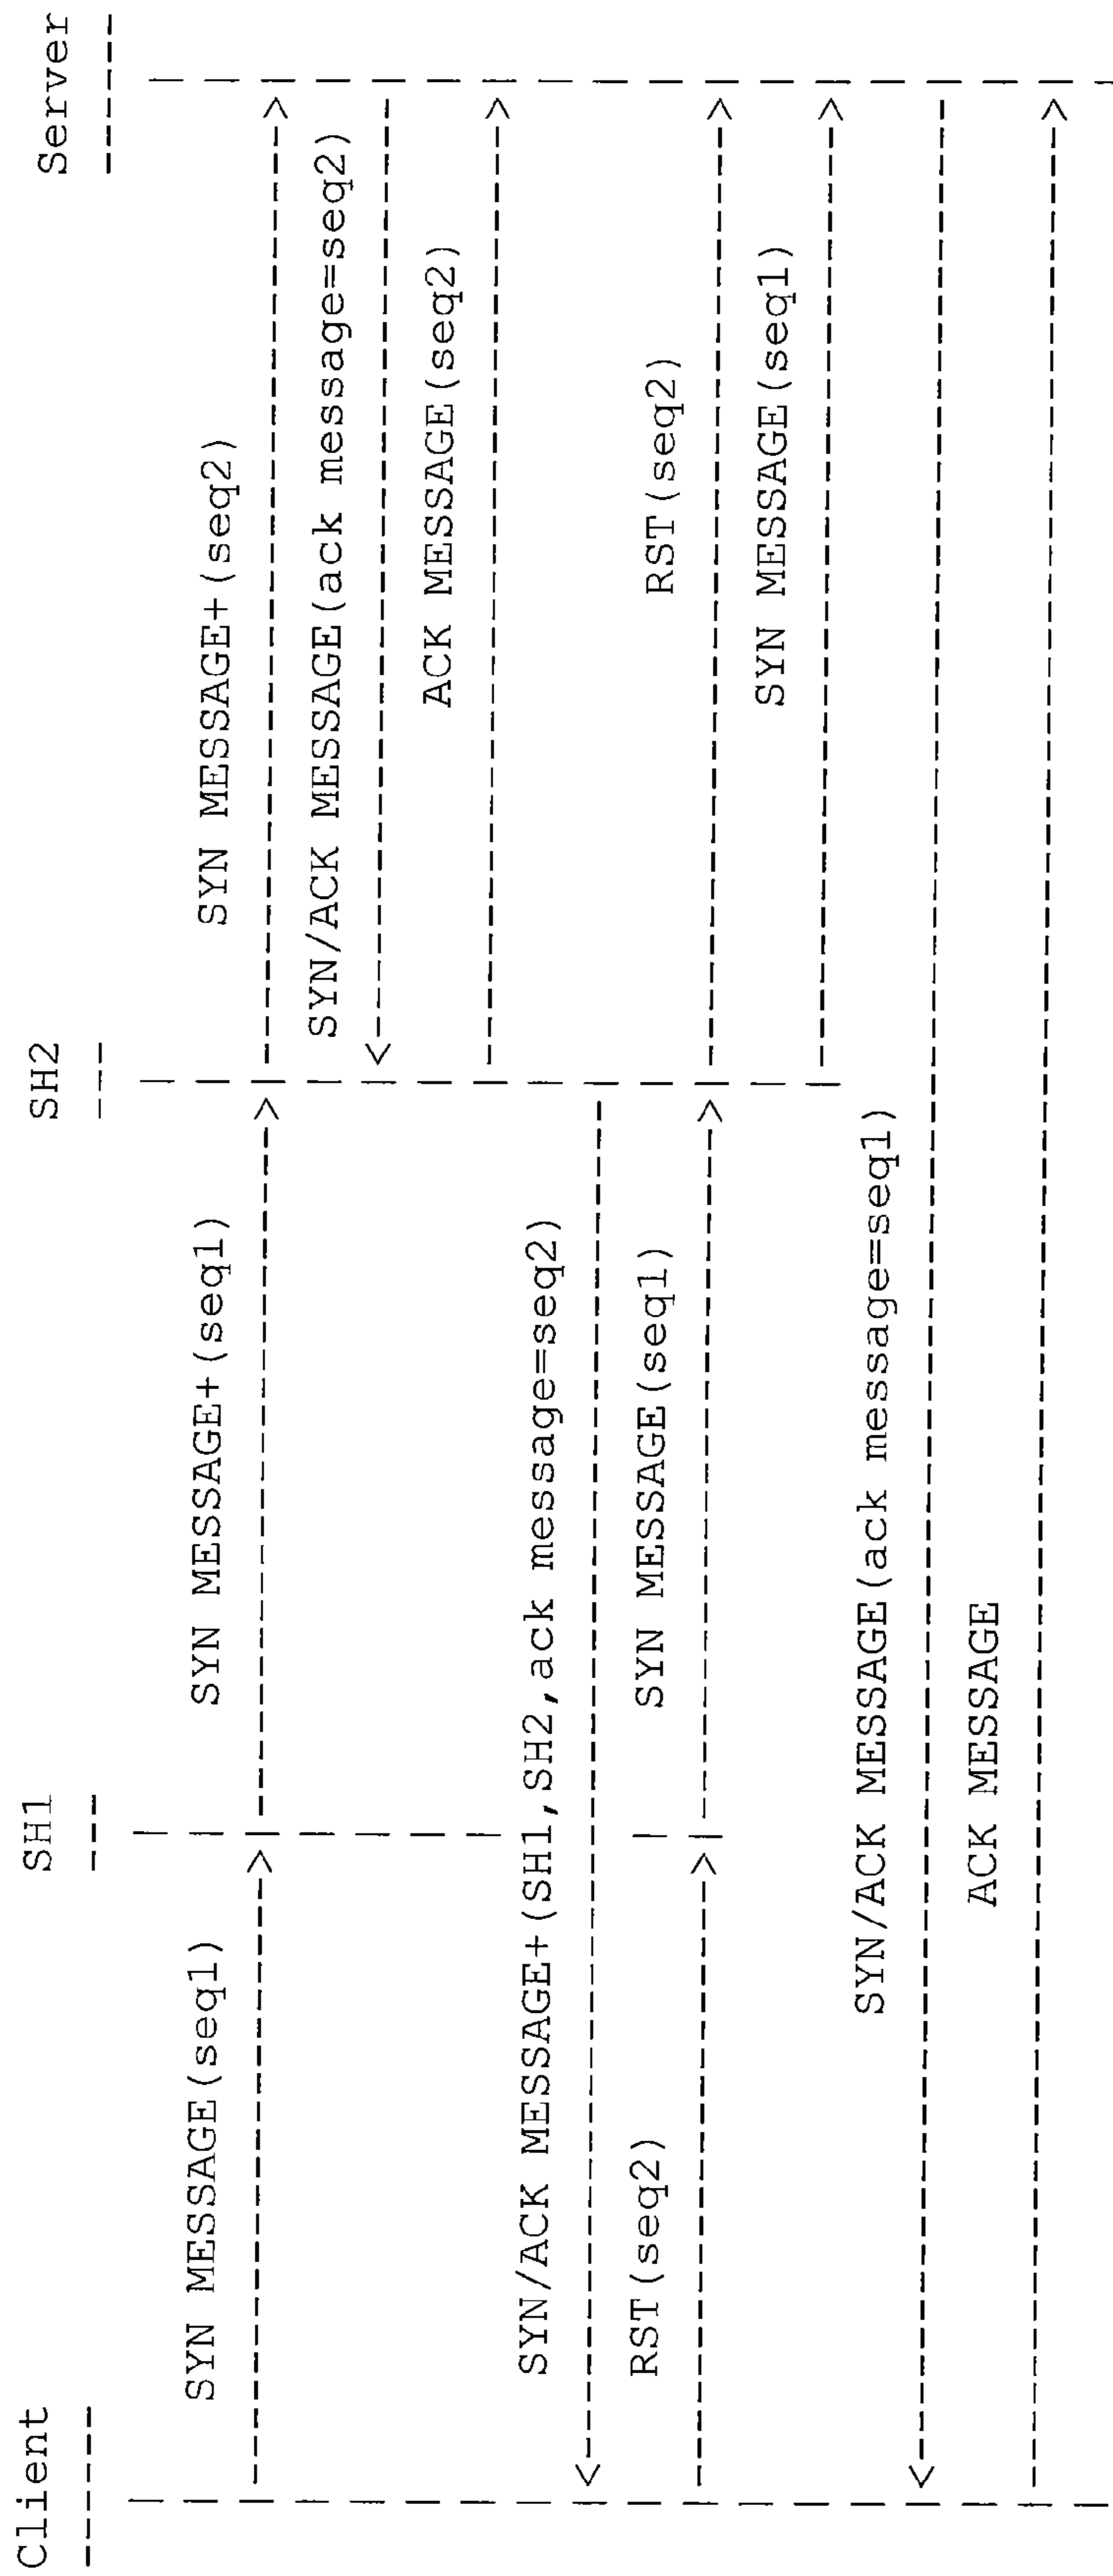 Client
SH1
SH2
Server
SYN MESSAGE(seq1)
SYN MESSAGE+(seq1)
SYN MESSAGE+(seq2)
SYN/ACK MESSAGE(ack message=seq2)
ACK MESSAGE(seq2)
SYN/ACK MESSAGE+(SH1,SH2,ack message=seq2)
RST(seq2)
SYN MESSAGE(seq1)
RST(seq2)
SYN MESSAGE(seq1)
SYN/ACK MESSAGE(ack message=seq1)
ACK MESSAGE